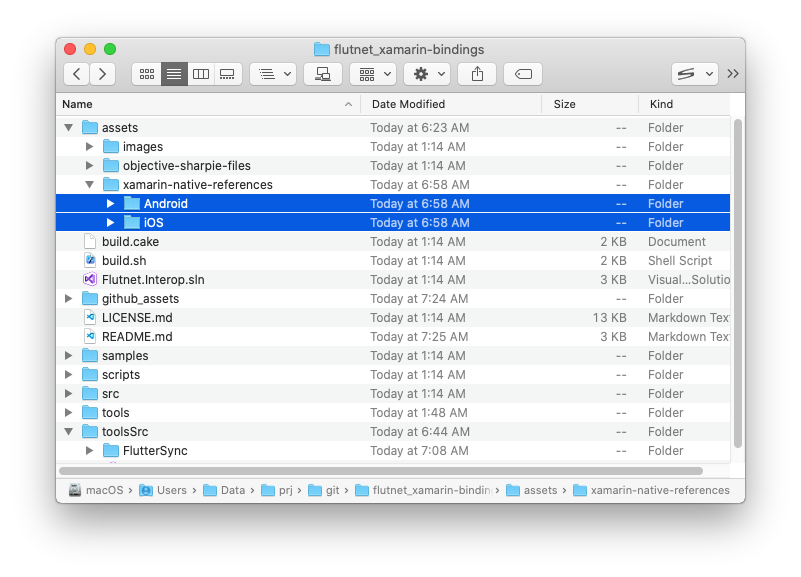 flutnet_xamarin-bindings
Name Date Modified Size Kind
assets Today at 6:23 AM -- Folder
images Today at 1:14 AM -- Folder
objective-sharpie-files Today at 1:14 AM -- Folder
xamarin-native-references Today at 6:58 AM -- Folder
Android Today at 6:58 AM -- Folder
iOS Today at 6:58 AM -- Folder
build.cake Today at 1:14 AM 2 KB Document
build.sh Today at 1:14 AM 2 KB Shell Script
Flutnet.Interop.sln Today at 1:14 AM 3 KB Visual...Solutio
github_assets Today at 7:24 AM -- Folder
LICENSE.md Today at 1:14 AM 13 KB Markdown Text
README.md Today at 7:25 AM 3 KB Markdown Text
samples Today at 1:14 AM -- Folder
scripts Today at 1:14 AM -- Folder
src Today at 1:14 AM -- Folder
tools Today at 1:48 AM -- Folder
toolsSrc Today at 6:44 AM -- Folder
FlutterSync Today at 7:08 AM -- Folder
macOS › Users › Data › prj › git › flutnet_xamarin-bindin › assets › xamarin-native-references